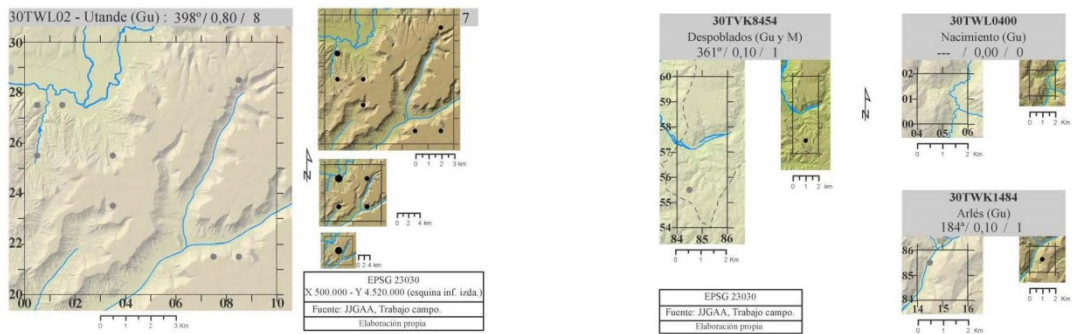 30TWL02 - Utande (Gu) : 398º/ 0,80 / 8
7
30
28
26
24
22
20
00 02 04 06 08 10
0 1 2 3 Km
0 1 2 3 km
N
0 2 4 km
0 2 4 km
EPSG 23030
X 500.000 - Y 4.520.000 (esquina inf. izda.)
Fuente: JJGAA, Trabajo campo.
Elaboración propia
30TVK8454
Despoblados (Gu y M)
361º/ 0,10 / 1
60
59
58
57
56
55
54
84 85 86
0 1 2 Km
0 1 2 km
N
EPSG 23030
Fuente: JJGAA, Trabajo campo.
Elaboración propia
30TWL0400
Nacimiento (Gu)
--- / 0,00 / 0
02
01
00
04 05 06
0 1 2 Km
0 1 2 Km
30TWK1484
Arlés (Gu)
184ª/ 0,10 / 1
86
85
84
14 15 16
0 1 2 Km
0 1 2 Km